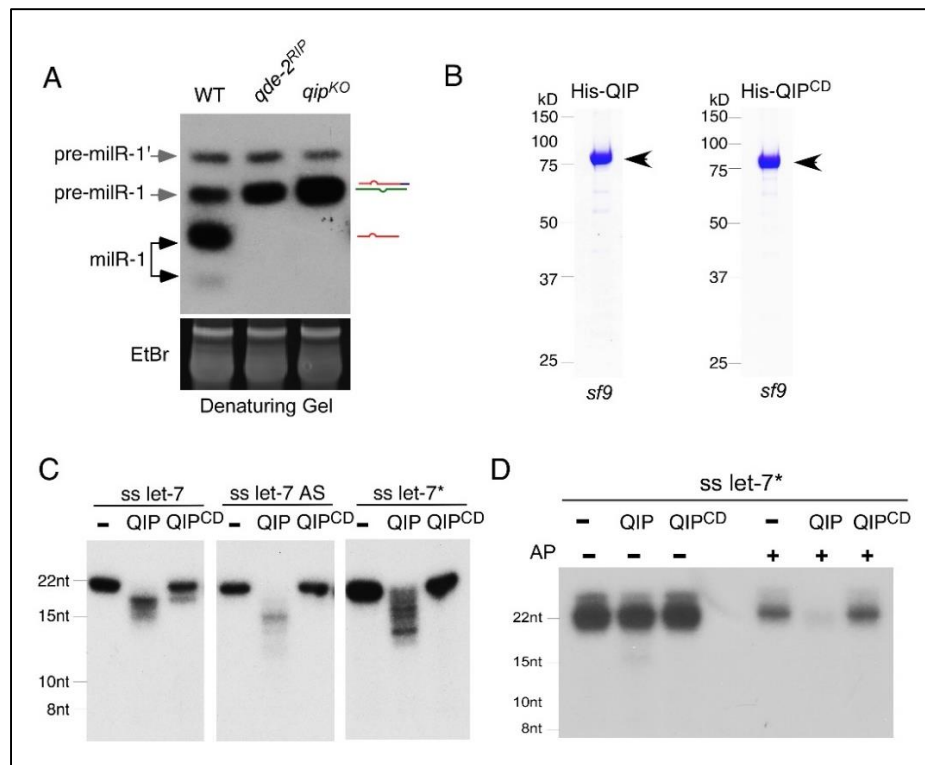 A
WT qde-2RIP qipKO
pre-milR-1'
pre-milR-1
milR-1
EtBr
Denaturing Gel
B
His-QIP His-QIPCD
kD kD
150 150
100 100
75 75
50 50
37 37
25 25
sf9 sf9
C
ss let-7 ss let-7 AS ss let-7*
- QIP QIPCD - QIP QIPCD - QIP QIPCD
22nt
15nt
10nt
8nt
D
ss let-7*
- QIP QIPCD - QIP QIPCD
AP - - - + + +
22nt
15nt
10nt
8nt